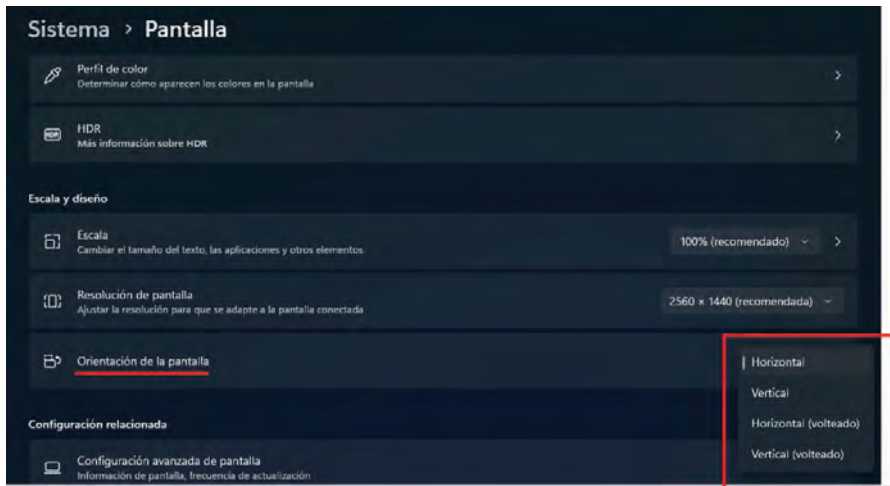 Sistema > Pantalla
Perfil de color
Determinar cómo aparecen los colores en la pantalla
HDR
HDR
Más información sobre HDR
Escala y diseño
Escala
Cambiar el tamaño del texto, las aplicaciones y otros elementos
100% (recomendado)
Resolución de pantalla
Ajustar la resolución para que se adapte a la pantalla conectada
2560 × 1440 (recomendada)
Orientación de la pantalla
Horizontal
Vertical
Horizontal (volteado)
Vertical (volteado)
Configuración relacionada
Configuración avanzada de pantalla
Información de pantalla, frecuencia de actualización